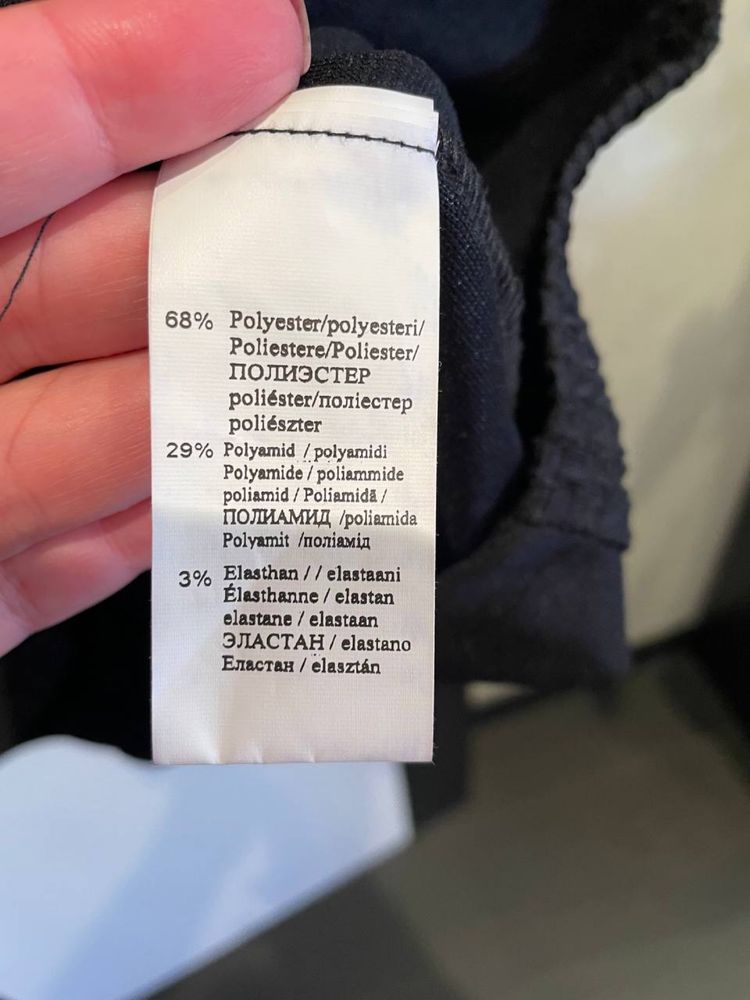 68% Polyester/polyesteri/
Poliestere/Poliester/
ПОЛИЭСТЕР
poliéster/поліестер
poliészter
29% Polyamid / polyamidi
Polyamide / poliammide
poliamid / Poliamidă /
ПОЛИАМИД /poliamida
Polyamit /поліамід
3% Elasthan / / elastaani
Élasthanne / elastan
elastane / elastaan
ЭЛАСТАН / elastano
Еластан / elasztán